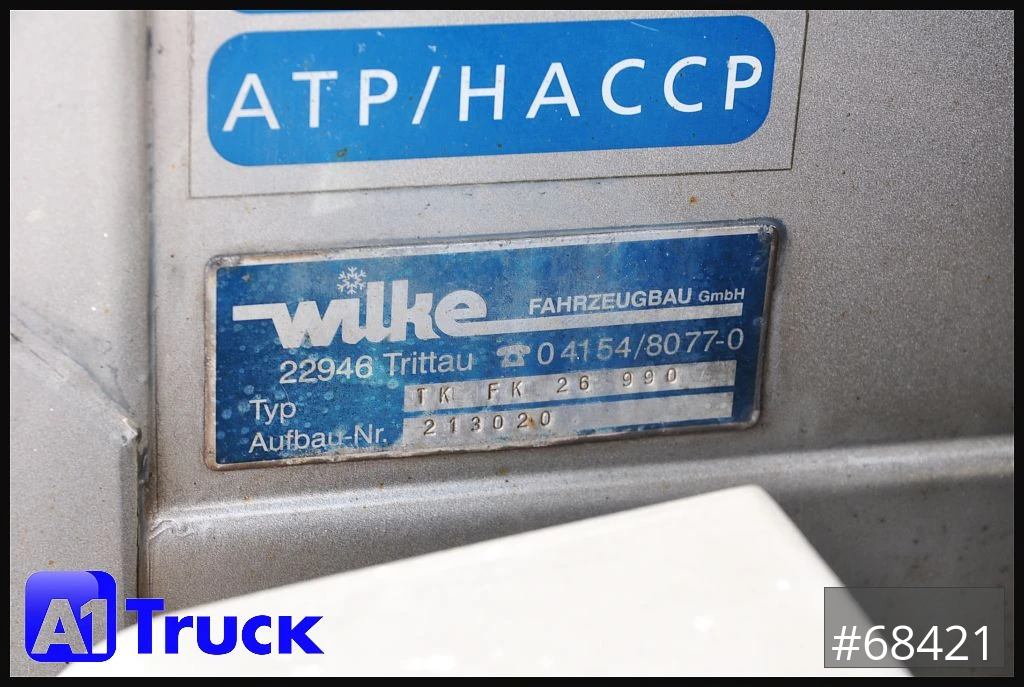 ATP/HACCP
wilke FAHRZEUGBAU GmbH
22946 Trittau ☎ 04154/8077-0
Typ TK FK 26 990
Aufbau-Nr. 213020
A1 Truck
#68421